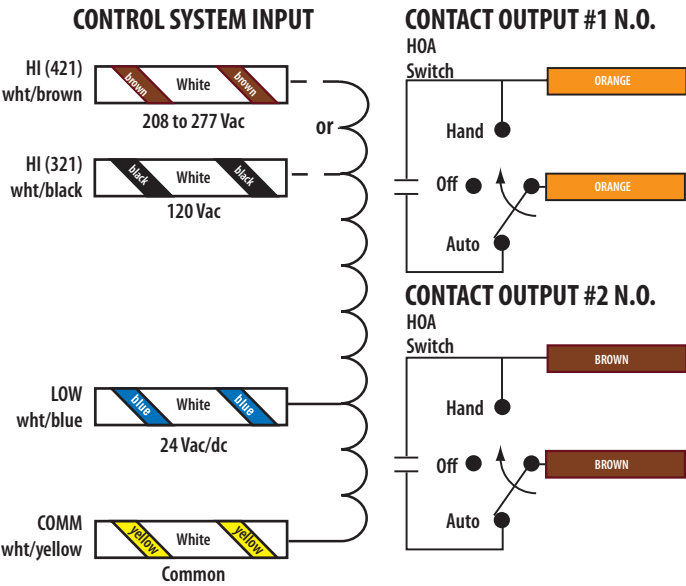 CONTROL SYSTEM INPUT
HI (421)
wht/brown
brown
White
brown
208 to 277 Vac
or
HI (321)
wht/black
black
White
black
120 Vac
LOW
wht/blue
blue
White
blue
24 Vac/dc
COMM
wht/yellow
yellow
White
yellow
Common
CONTACT OUTPUT #1 N.O.
HOA
Switch
ORANGE
Hand
Off
ORANGE
Auto
CONTACT OUTPUT #2 N.O.
HOA
Switch
BROWN
Hand
Off
BROWN
Auto